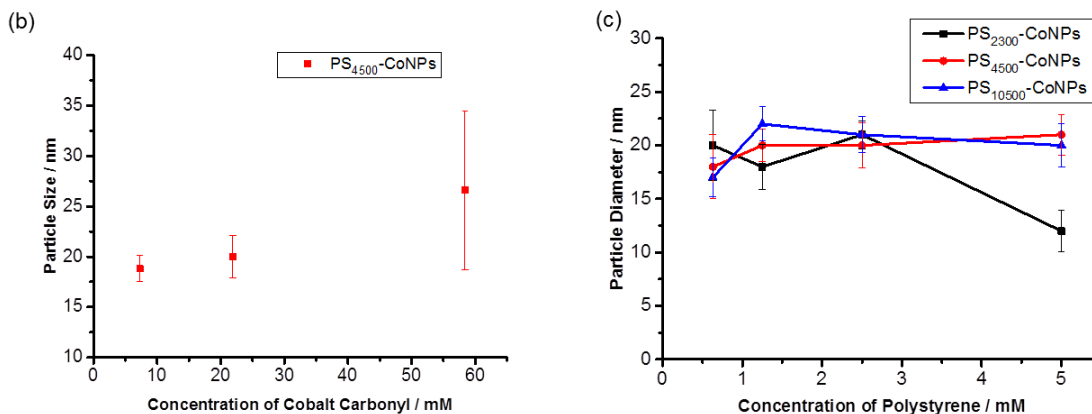 (b)
PS4500-CoNPs
40
35
30
25
20
15
10
Particle Size / nm
0 10 20 30 40 50 60
Concentration of Cobalt Carbonyl / mM
(c)
PS2300-CoNPs
PS4500-CoNPs
PS10500-CoNPs
30
25
20
15
10
5
0
Particle Diameter / nm
1 2 3 4 5
Concentration of Polystyrene / mM